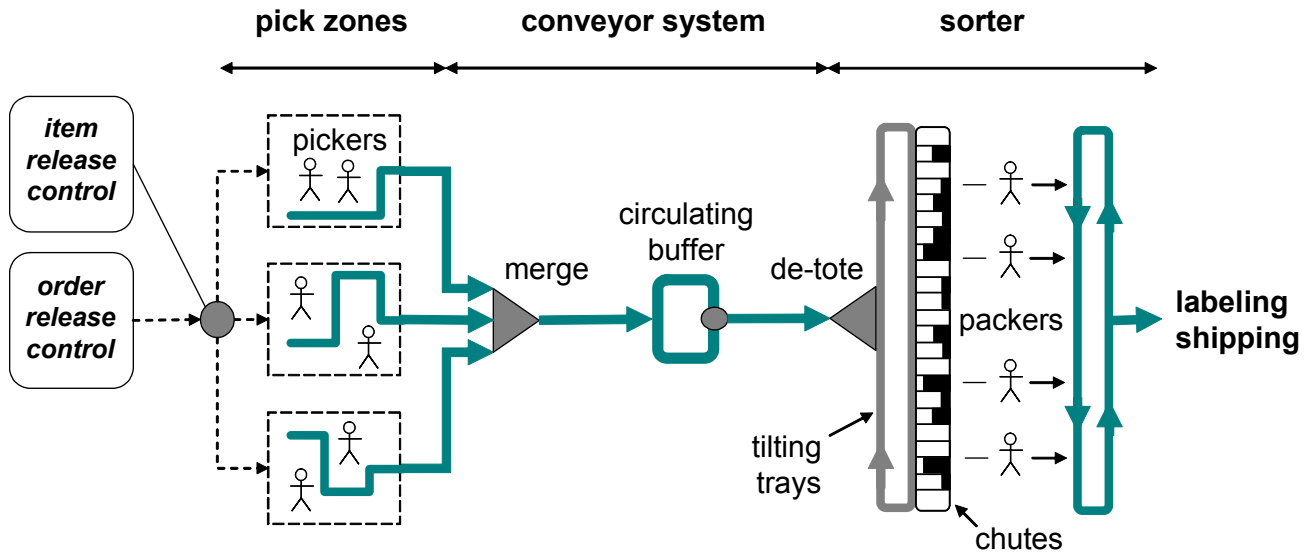 pick zones
conveyor system
sorter
item
release
control
order
release
control
pickers
merge
circulating
buffer
de-tote
tilting
trays
packers
chutes
labeling
shipping